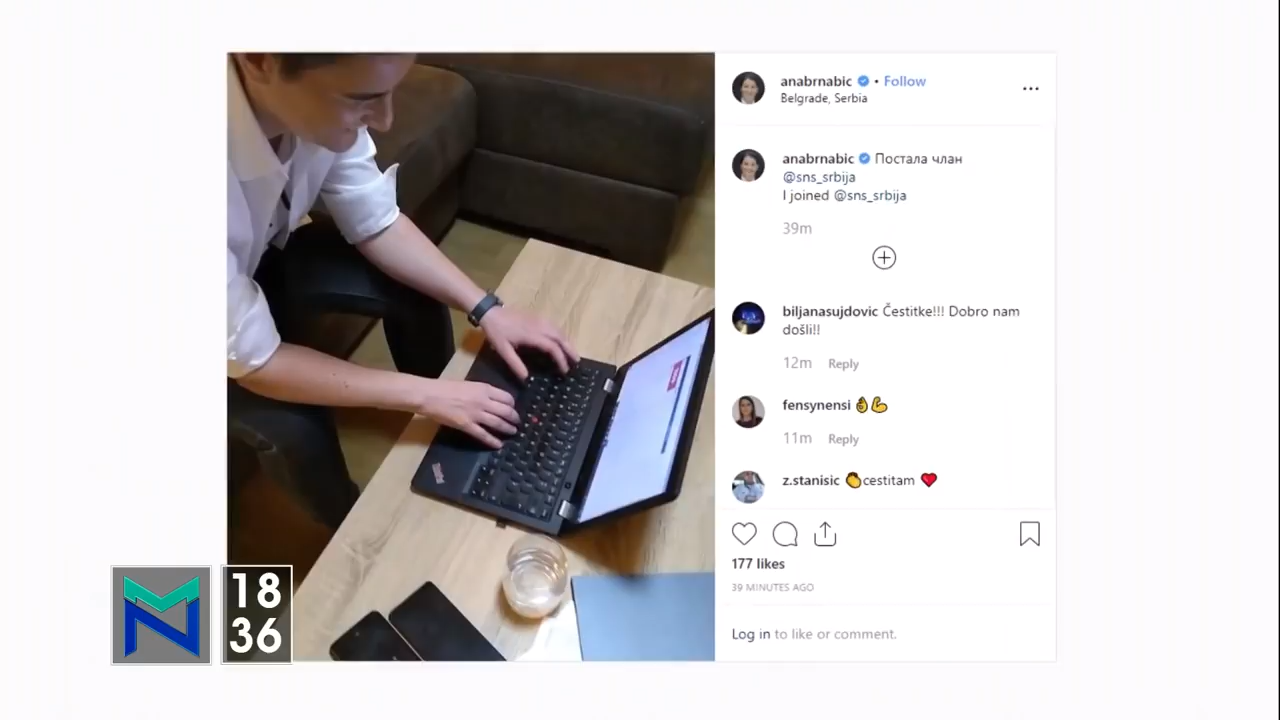 anabrnabic • Follow
Belgrade, Serbia
anabrnabic Постала члан
@sns_srbija
I joined @sns_srbija
39m
biljanasujdovic Čestitke!!! Dobro nam
došli!!
12m Reply
fensynensi 👌💪
11m Reply
z.stanisic 👏cestitam ❤️
177 likes
39 MINUTES AGO
Log in to like or comment.
18
36